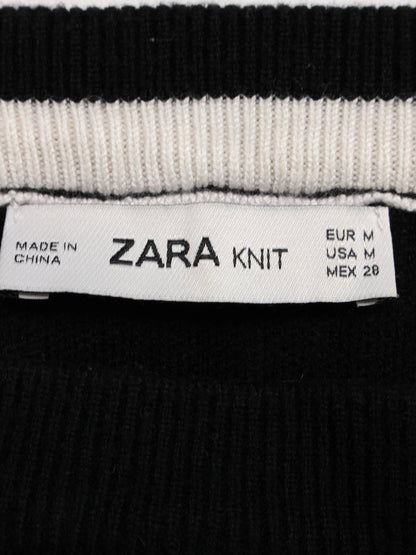 MADE IN
CHINA
ZARA KNIT
EUR M
USA M
MEX 28